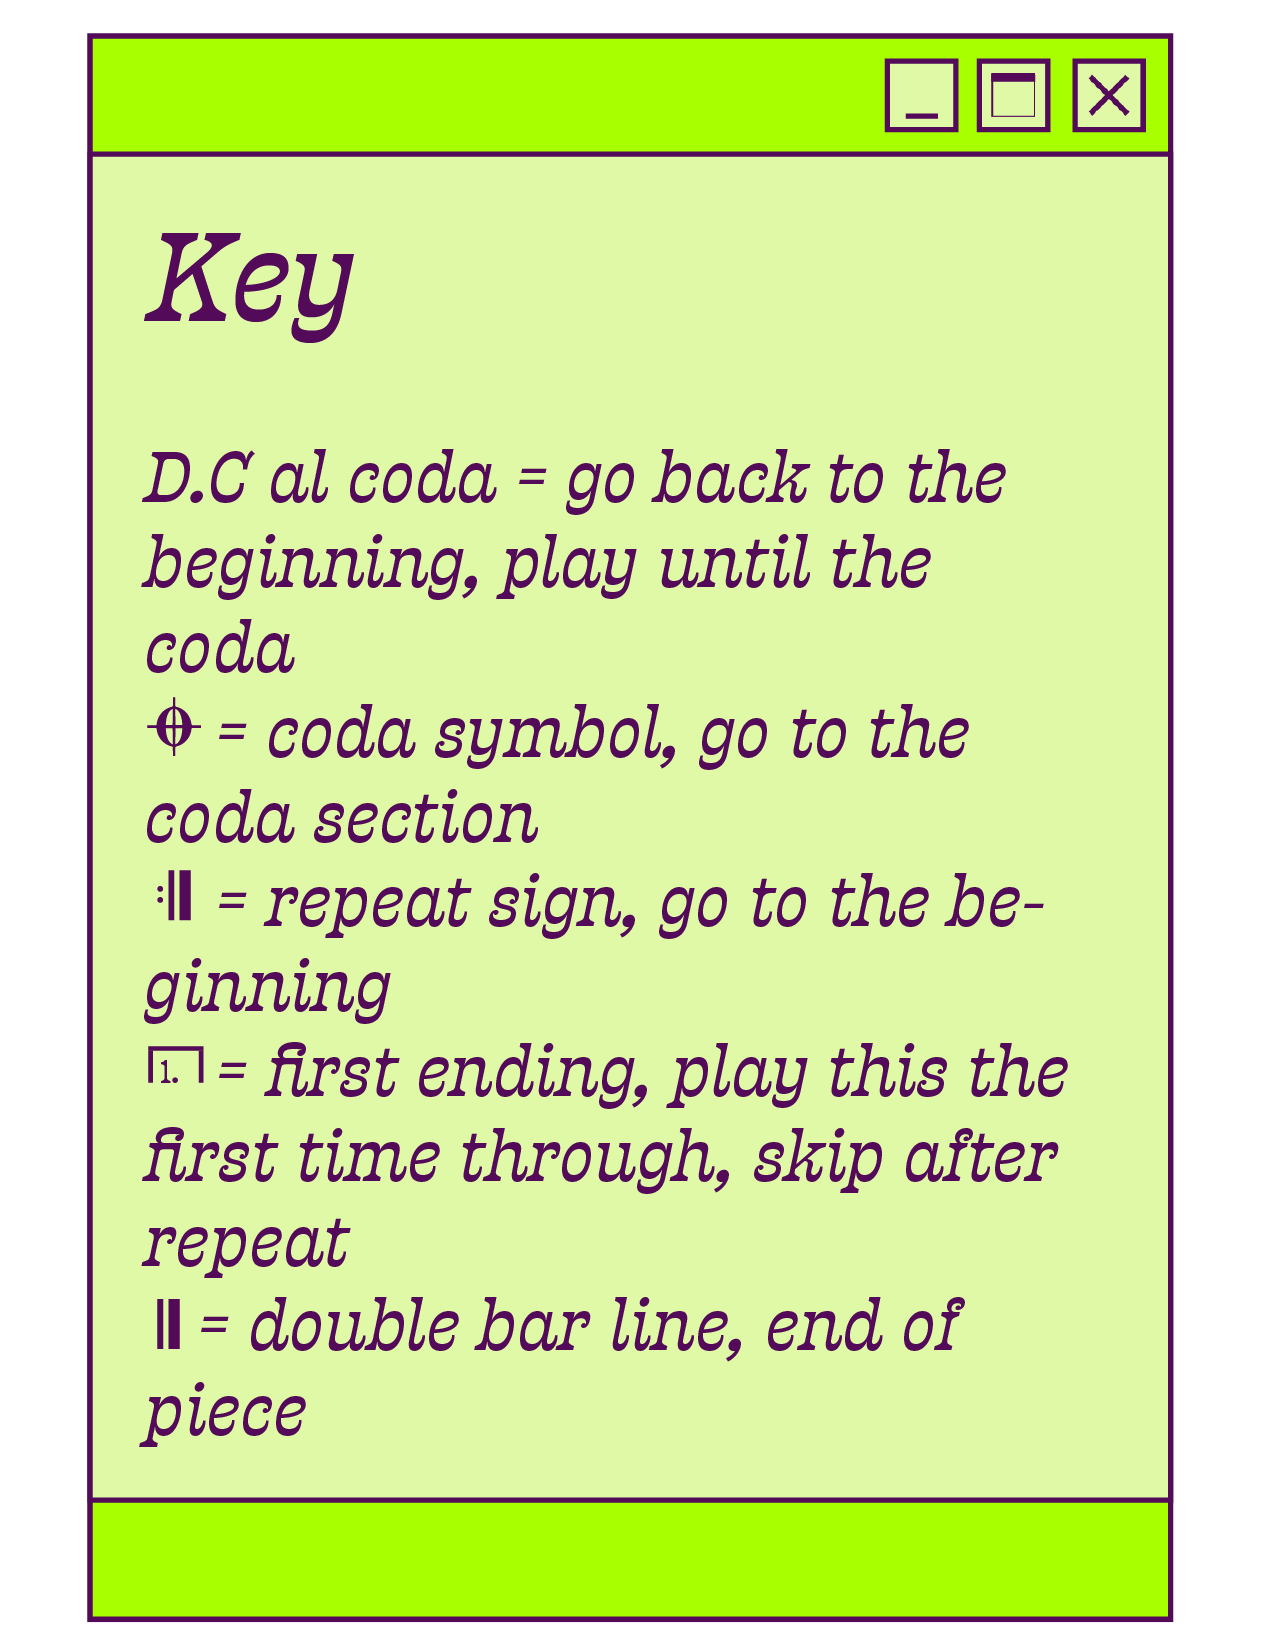 Key
D.C al coda = go back to the
beginning, play until the
coda
𝄌 = coda symbol, go to the
coda section
𝄇 = repeat sign, go to the be-
ginning
1. = first ending, play this the
first time through, skip after
repeat
𝄂 = double bar line, end of
piece